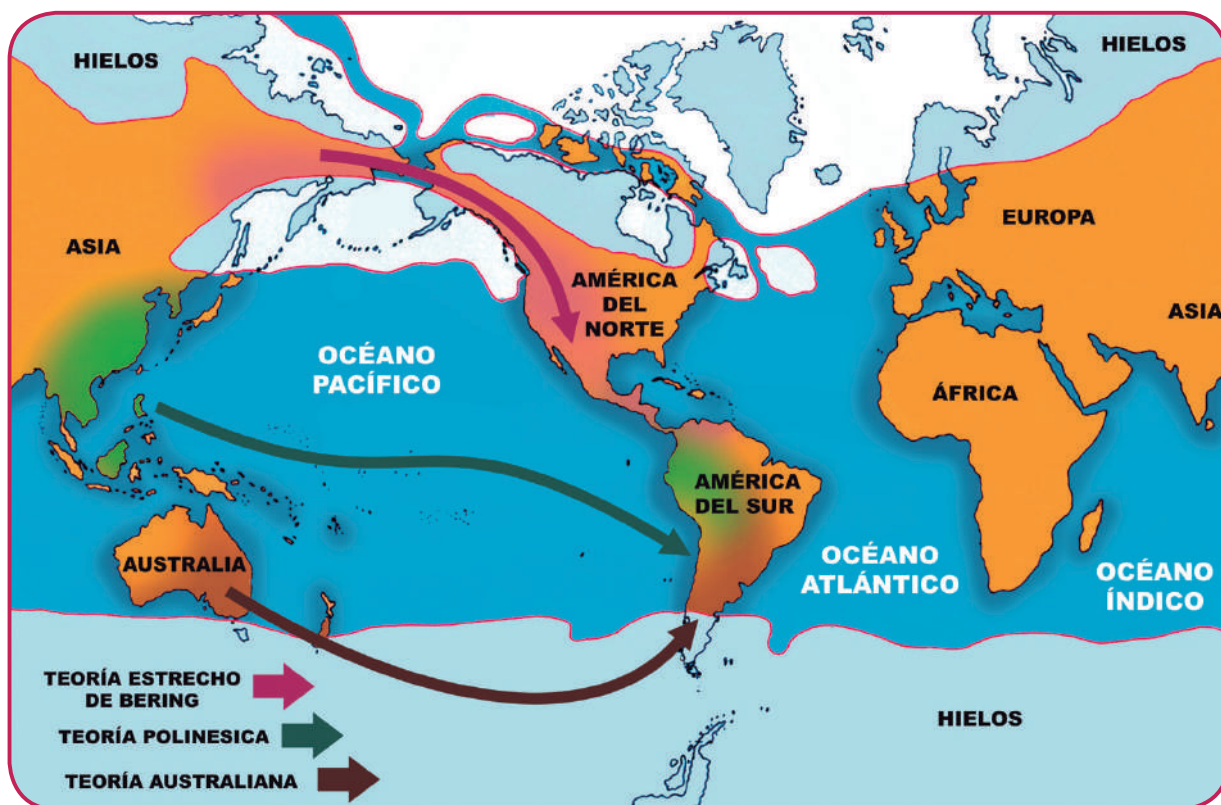 HIELOS
HIELOS
EUROPA
ASIA
AMÉRICA
DEL
NORTE
ASIA
OCÉANO
PACÍFICO
ÁFRICA
AMÉRICA
DEL SUR
AUSTRALIA
OCÉANO
ATLÁNTICO
OCÉANO
ÍNDICO
TEORÍA ESTRECHO
DE BERING
HIELOS
TEORÍA POLINESICA
TEORÍA AUSTRALIANA